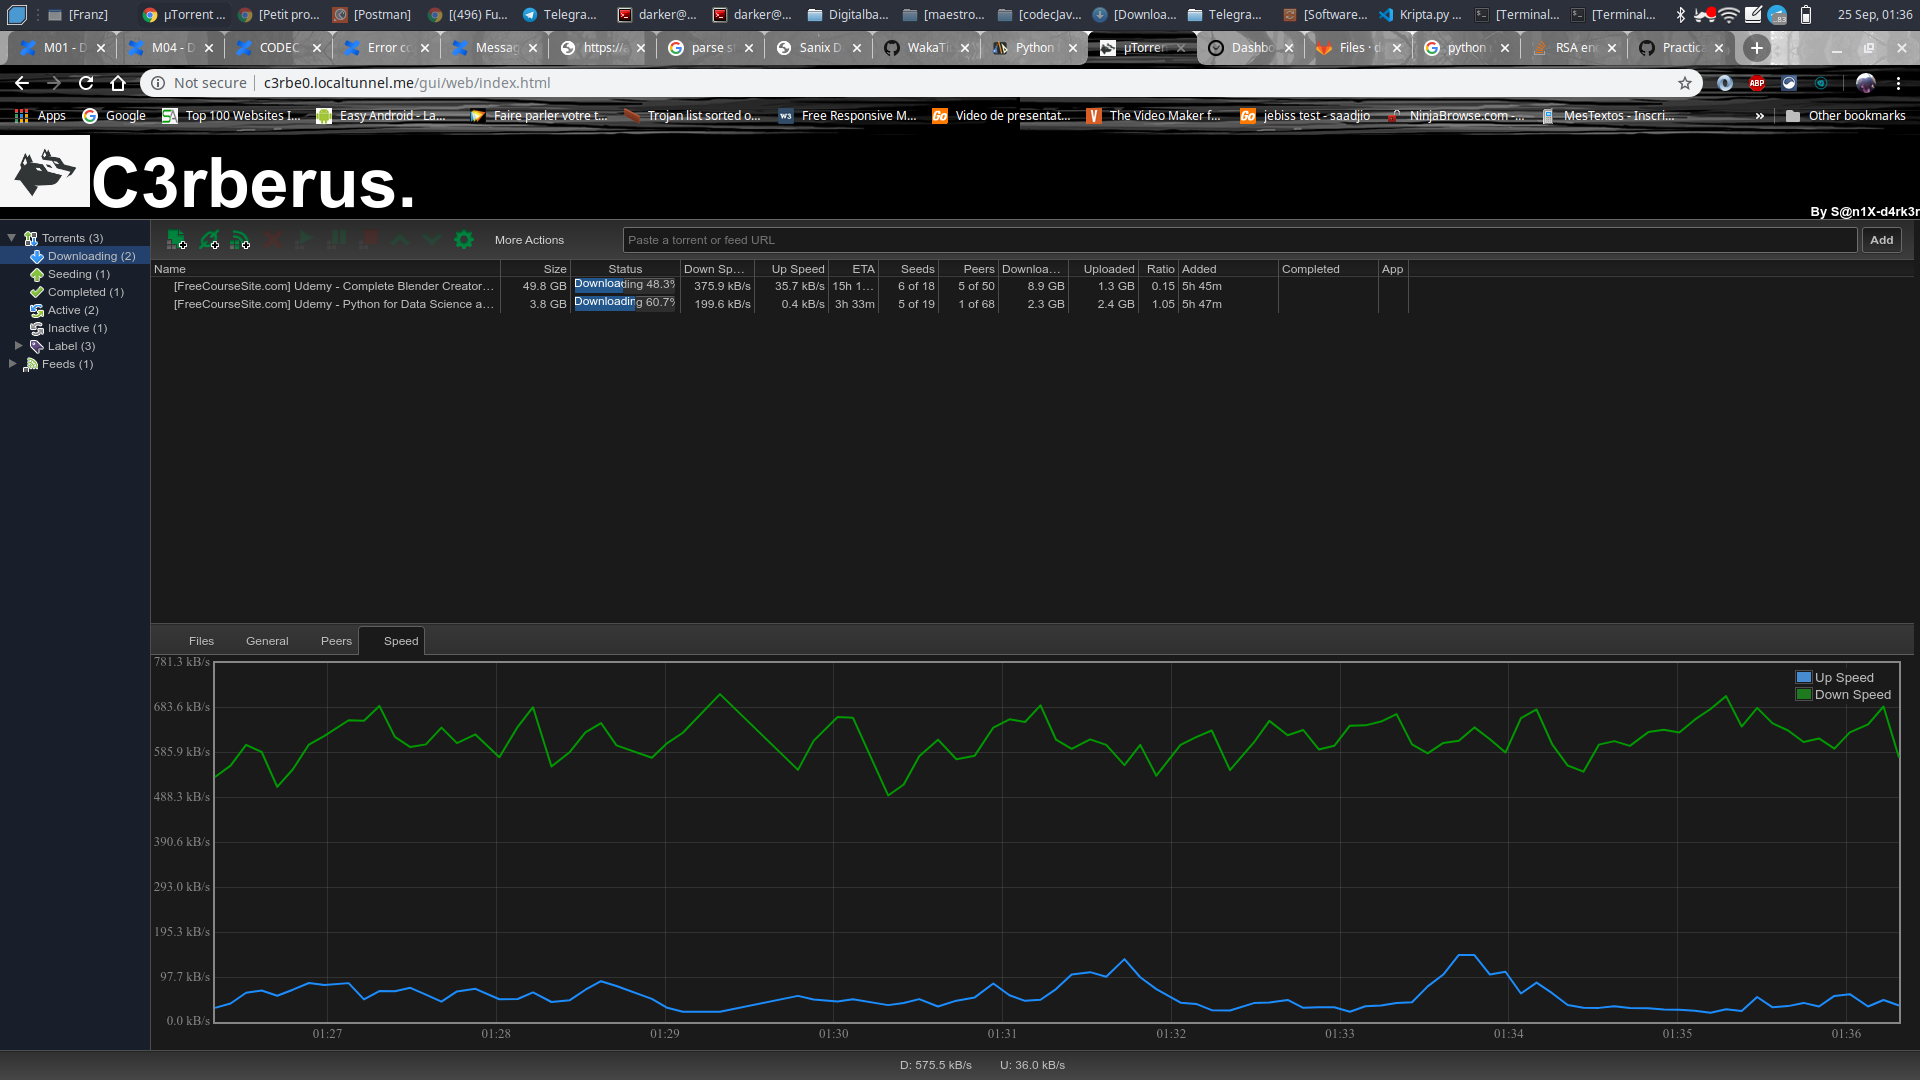 [Franz] µTorrent ... [Petit pro... [Postman] [(496) Fu... Telegra... darker@... darker@... Digitalba... [maestro... [codecJav... [Downloa... Telegra... [Software... Kripta.py ... [Terminal... [Terminal... 25 Sep, 01:36
M01 - D M04 - D CODEC Error co Messag https://a parse st Sanix D WakaTi Python µTorren Dashbo Files · d python RSA en Practic
Not secure c3rbe0.localtunnel.me/gui/web/index.html
Apps Google Top 100 Websites I... Easy Android - La... Faire parler votre t... Trojan list sorted o... Free Responsive M... Video de presentat... The Video Maker f... jebiss test - saadjio NinjaBrowse.com -... MesTextos - Inscri... » Other bookmarks
C3rberus.
By S@n1X-d4rk3r
Torrents (3)
Downloading (2)
Seeding (1)
Completed (1)
Active (2)
Inactive (1)
Label (3)
Feeds (1)
More Actions Paste a torrent or feed URL Add
Name Size Status Down Sp... Up Speed ETA Seeds Peers Downloa... Uploaded Ratio Added Completed App
[FreeCourseSite.com] Udemy - Complete Blender Creator... 49.8 GB Downloading 48.3% 375.9 kB/s 35.7 kB/s 15h 1... 6 of 18 5 of 50 8.9 GB 1.3 GB 0.15 5h 45m
[FreeCourseSite.com] Udemy - Python for Data Science a... 3.8 GB Downloading 60.7% 199.6 kB/s 0.4 kB/s 3h 33m 5 of 19 1 of 68 2.3 GB 2.4 GB 1.05 5h 47m
Files General Peers Speed
781.3 kB/s
683.6 kB/s
585.9 kB/s
488.3 kB/s
390.6 kB/s
293.0 kB/s
195.3 kB/s
97.7 kB/s
0.0 kB/s
Up Speed
Down Speed
01:27 01:28 01:29 01:30 01:31 01:32 01:33 01:34 01:35 01:36
D: 575.5 kB/s U: 36.0 kB/s